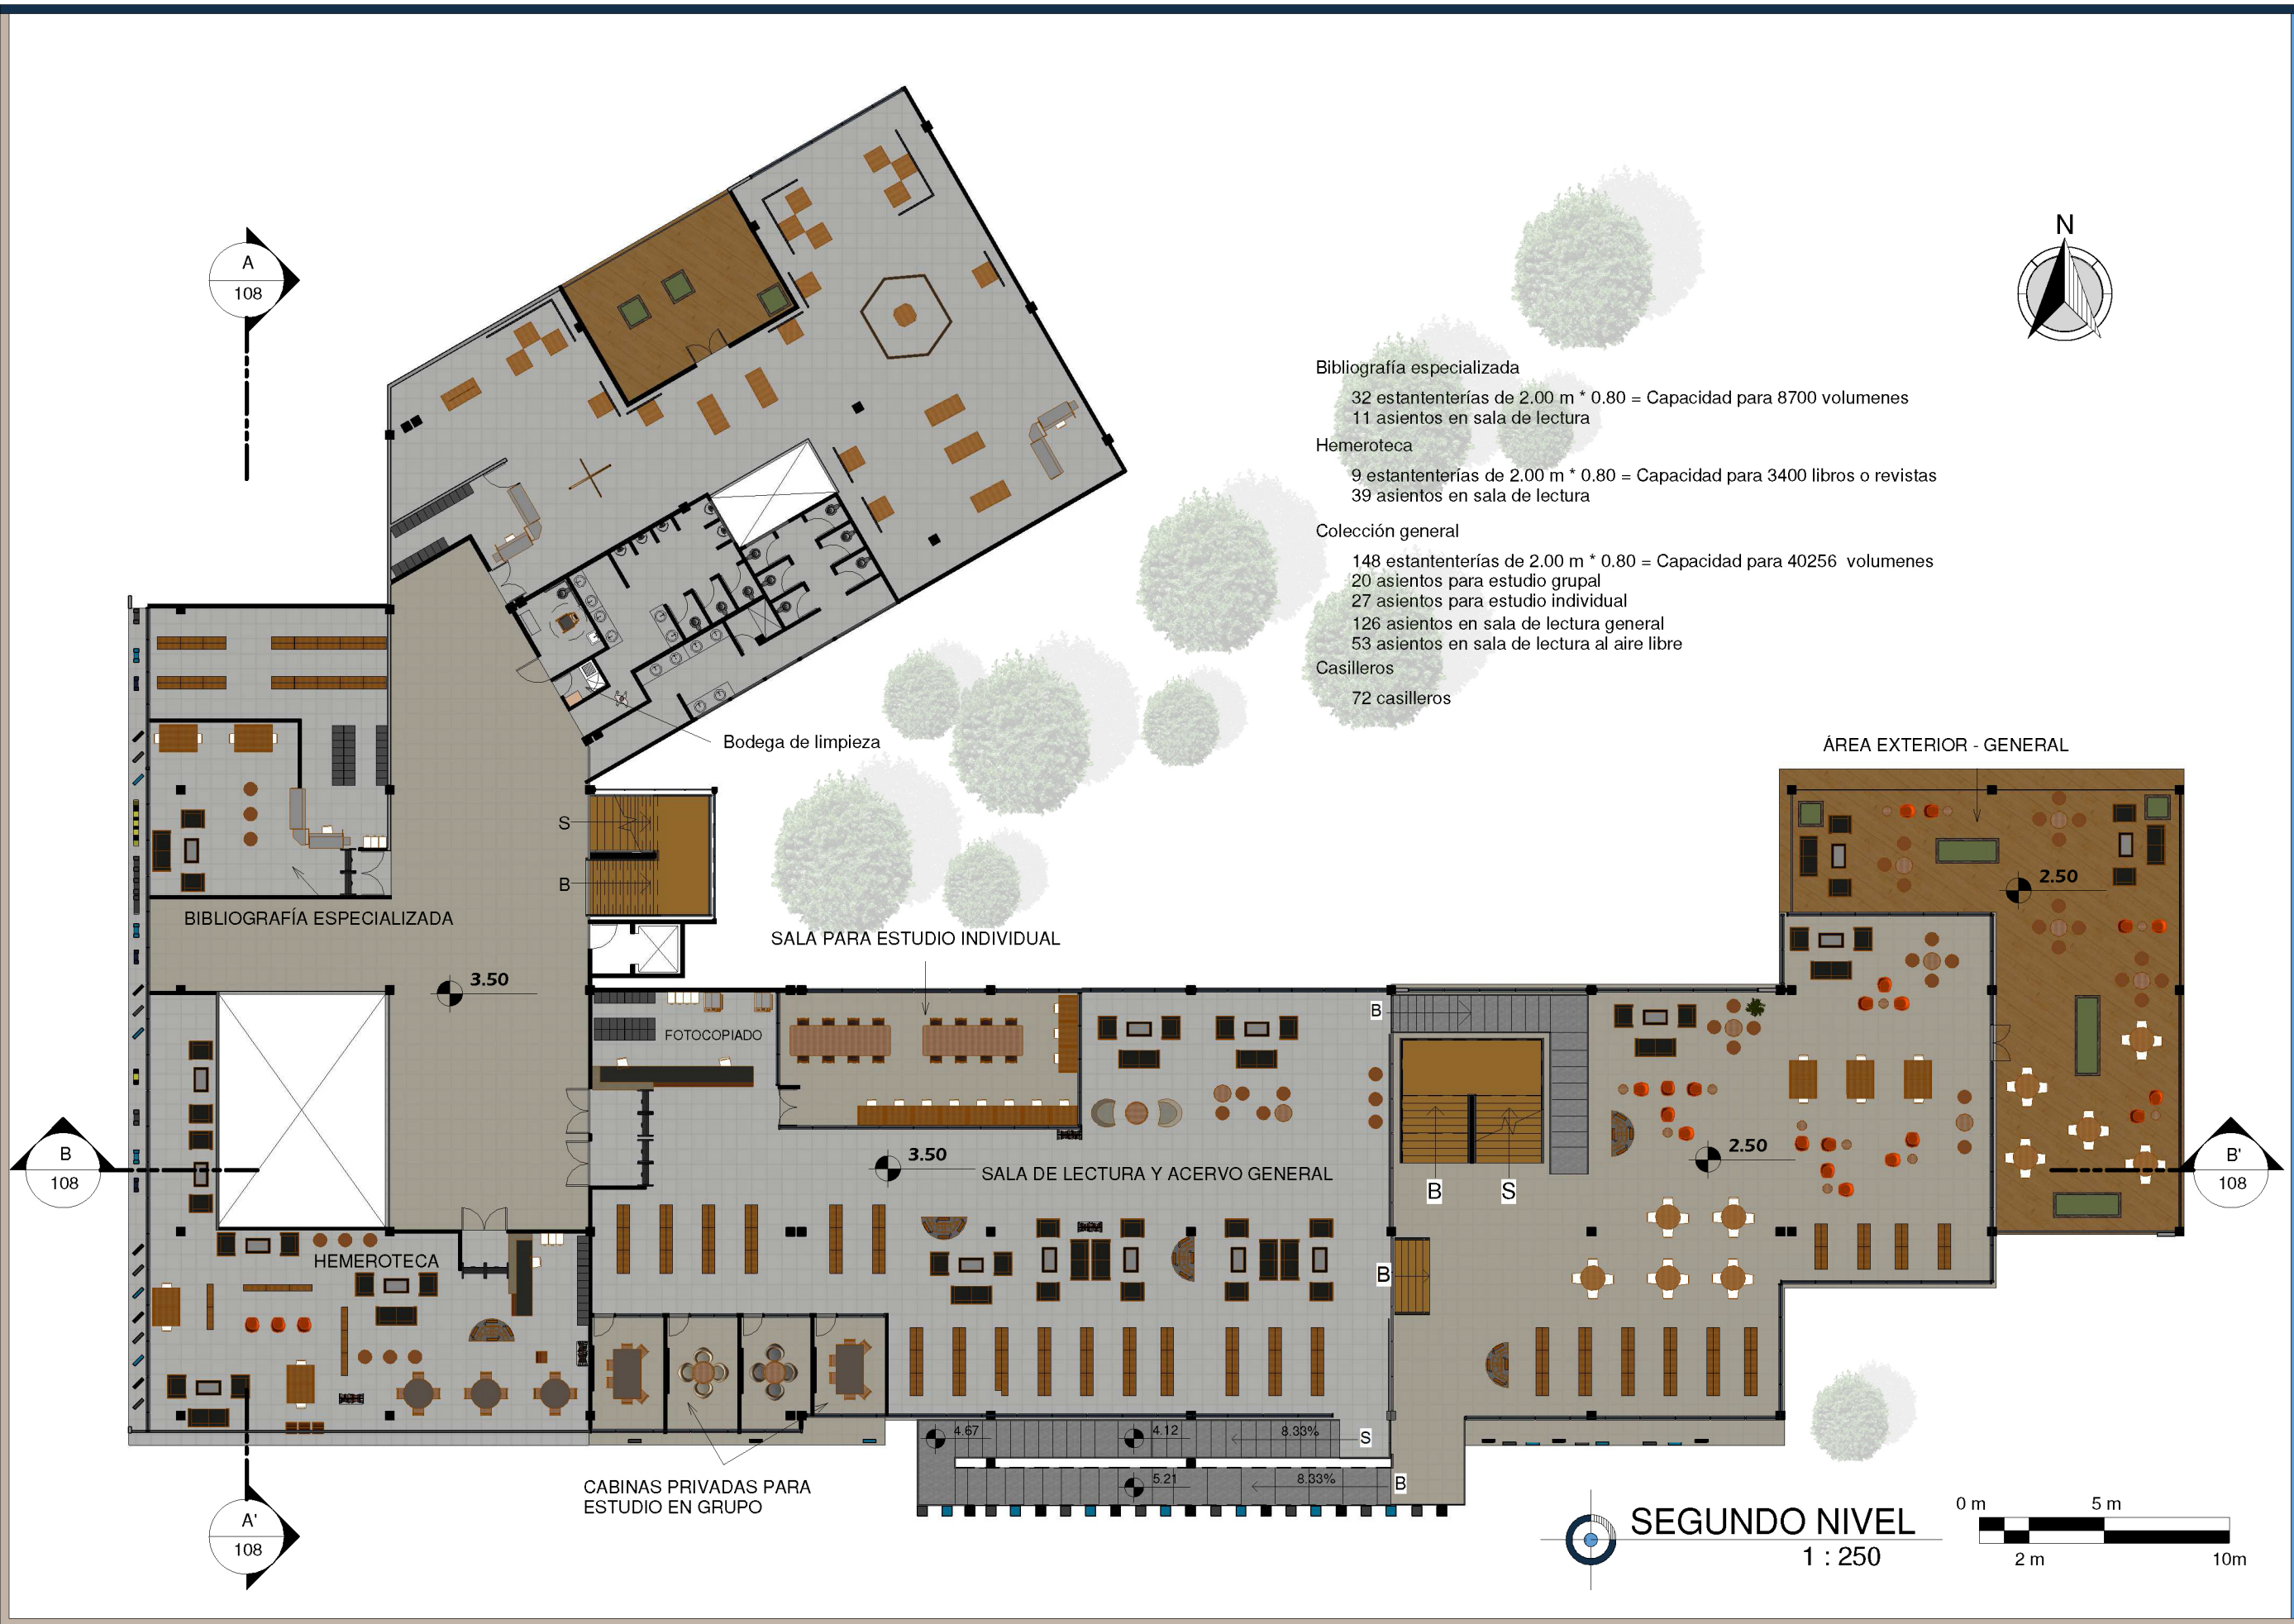 N
A
108
Bibliografía especializada
32 estantenterías de 2.00 m * 0.80 = Capacidad para 8700 volumenes
11 asientos en sala de lectura
Hemeroteca
9 estantenterías de 2.00 m * 0.80 = Capacidad para 3400 libros o revistas
39 asientos en sala de lectura
Colección general
148 estantenterías de 2.00 m * 0.80 = Capacidad para 40256 volumenes
20 asientos para estudio grupal
27 asientos para estudio individual
126 asientos en sala de lectura general
53 asientos en sala de lectura al aire libre
Casilleros
72 casilleros
Bodega de limpieza
ÁREA EXTERIOR - GENERAL
S
B
2.50
BIBLIOGRAFÍA ESPECIALIZADA
SALA PARA ESTUDIO INDIVIDUAL
3.50
B
FOTOCOPIADO
3.50
SALA DE LECTURA Y ACERVO GENERAL
2.50
B
108
B'
108
B
S
HEMEROTECA
B
4.67
4.12
8.33%
S
5.21
8.33%
B
CABINAS PRIVADAS PARA
ESTUDIO EN GRUPO
A'
108
SEGUNDO NIVEL
1 : 250
0 m
5 m
2 m
10m